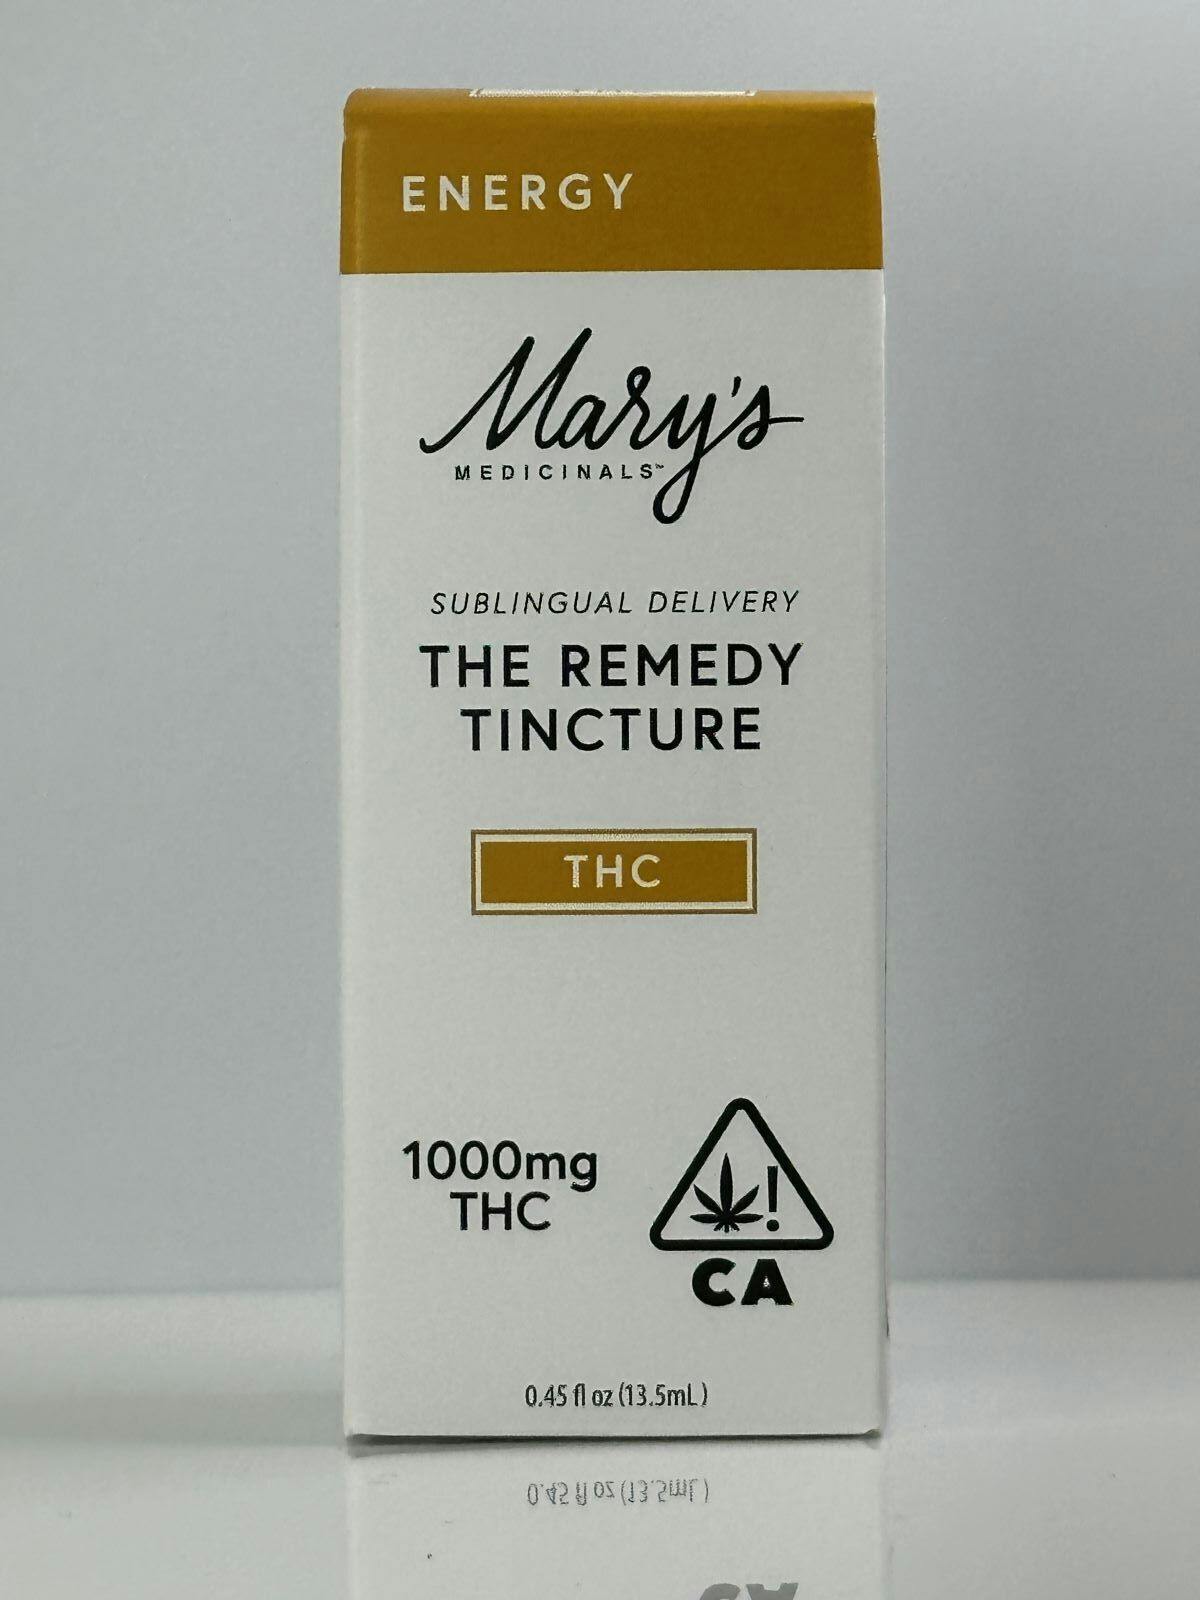 ENERGY
Mary's
MEDICINALS™
SUBLINGUAL DELIVERY
THE REMEDY
TINCTURE
THC
1000mg
THC
!
CA
0.45 fl oz (13.5mL)